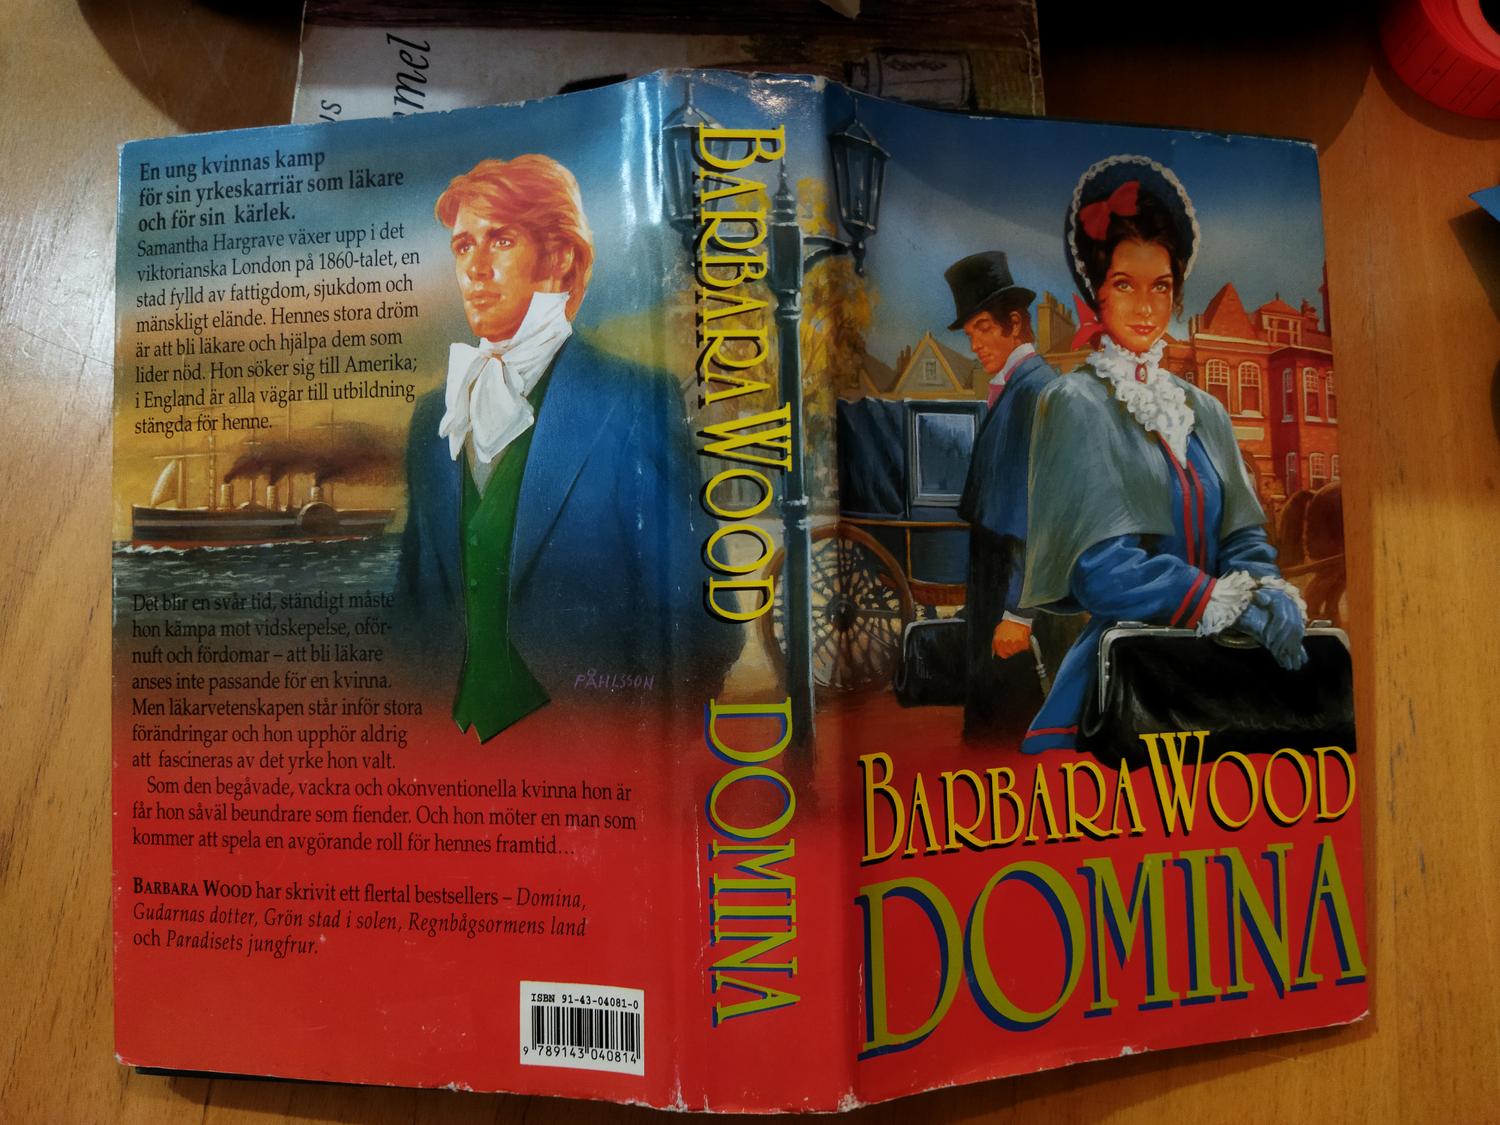 mel
En ung kvinnas kamp
för sin yrkeskarriär som läkare
och för sin kärlek.
Samantha Hargrave växer upp i det
viktorianska London på 1860-talet, en
stad fylld av fattigdom, sjukdom och
mänskligt elände. Hennes stora dröm
är att bli läkare och hjälpa dem som
lider nöd. Hon söker sig till Amerika;
i England är alla vägar till utbildning
stängda för henne.
Det blir en svår tid, ständigt måste
hon kämpa mot vidskepelse, oför-
nuft och fördomar – att bli läkare
anses inte passande för en kvinna.
Men läkarvetenskapen står inför stora
förändringar och hon upphör aldrig
att fascineras av det yrke hon valt.
Som den begåvade, vackra och okonventionella kvinna hon är
får hon såväl beundrare som fiender. Och hon möter en man som
kommer att spela en avgörande roll för hennes framtid...
BARBARA WOOD har skrivit ett flertal bestsellers – Domina,
Gudarnas dotter, Grön stad i solen, Regnbågsormens land
och Paradisets jungfrur.
ISBN 91-43-04081-0
9 789143 040814
PÅHLSSON
BARBARA WOOD DOMINA
BARBARA WOOD
DOMINA